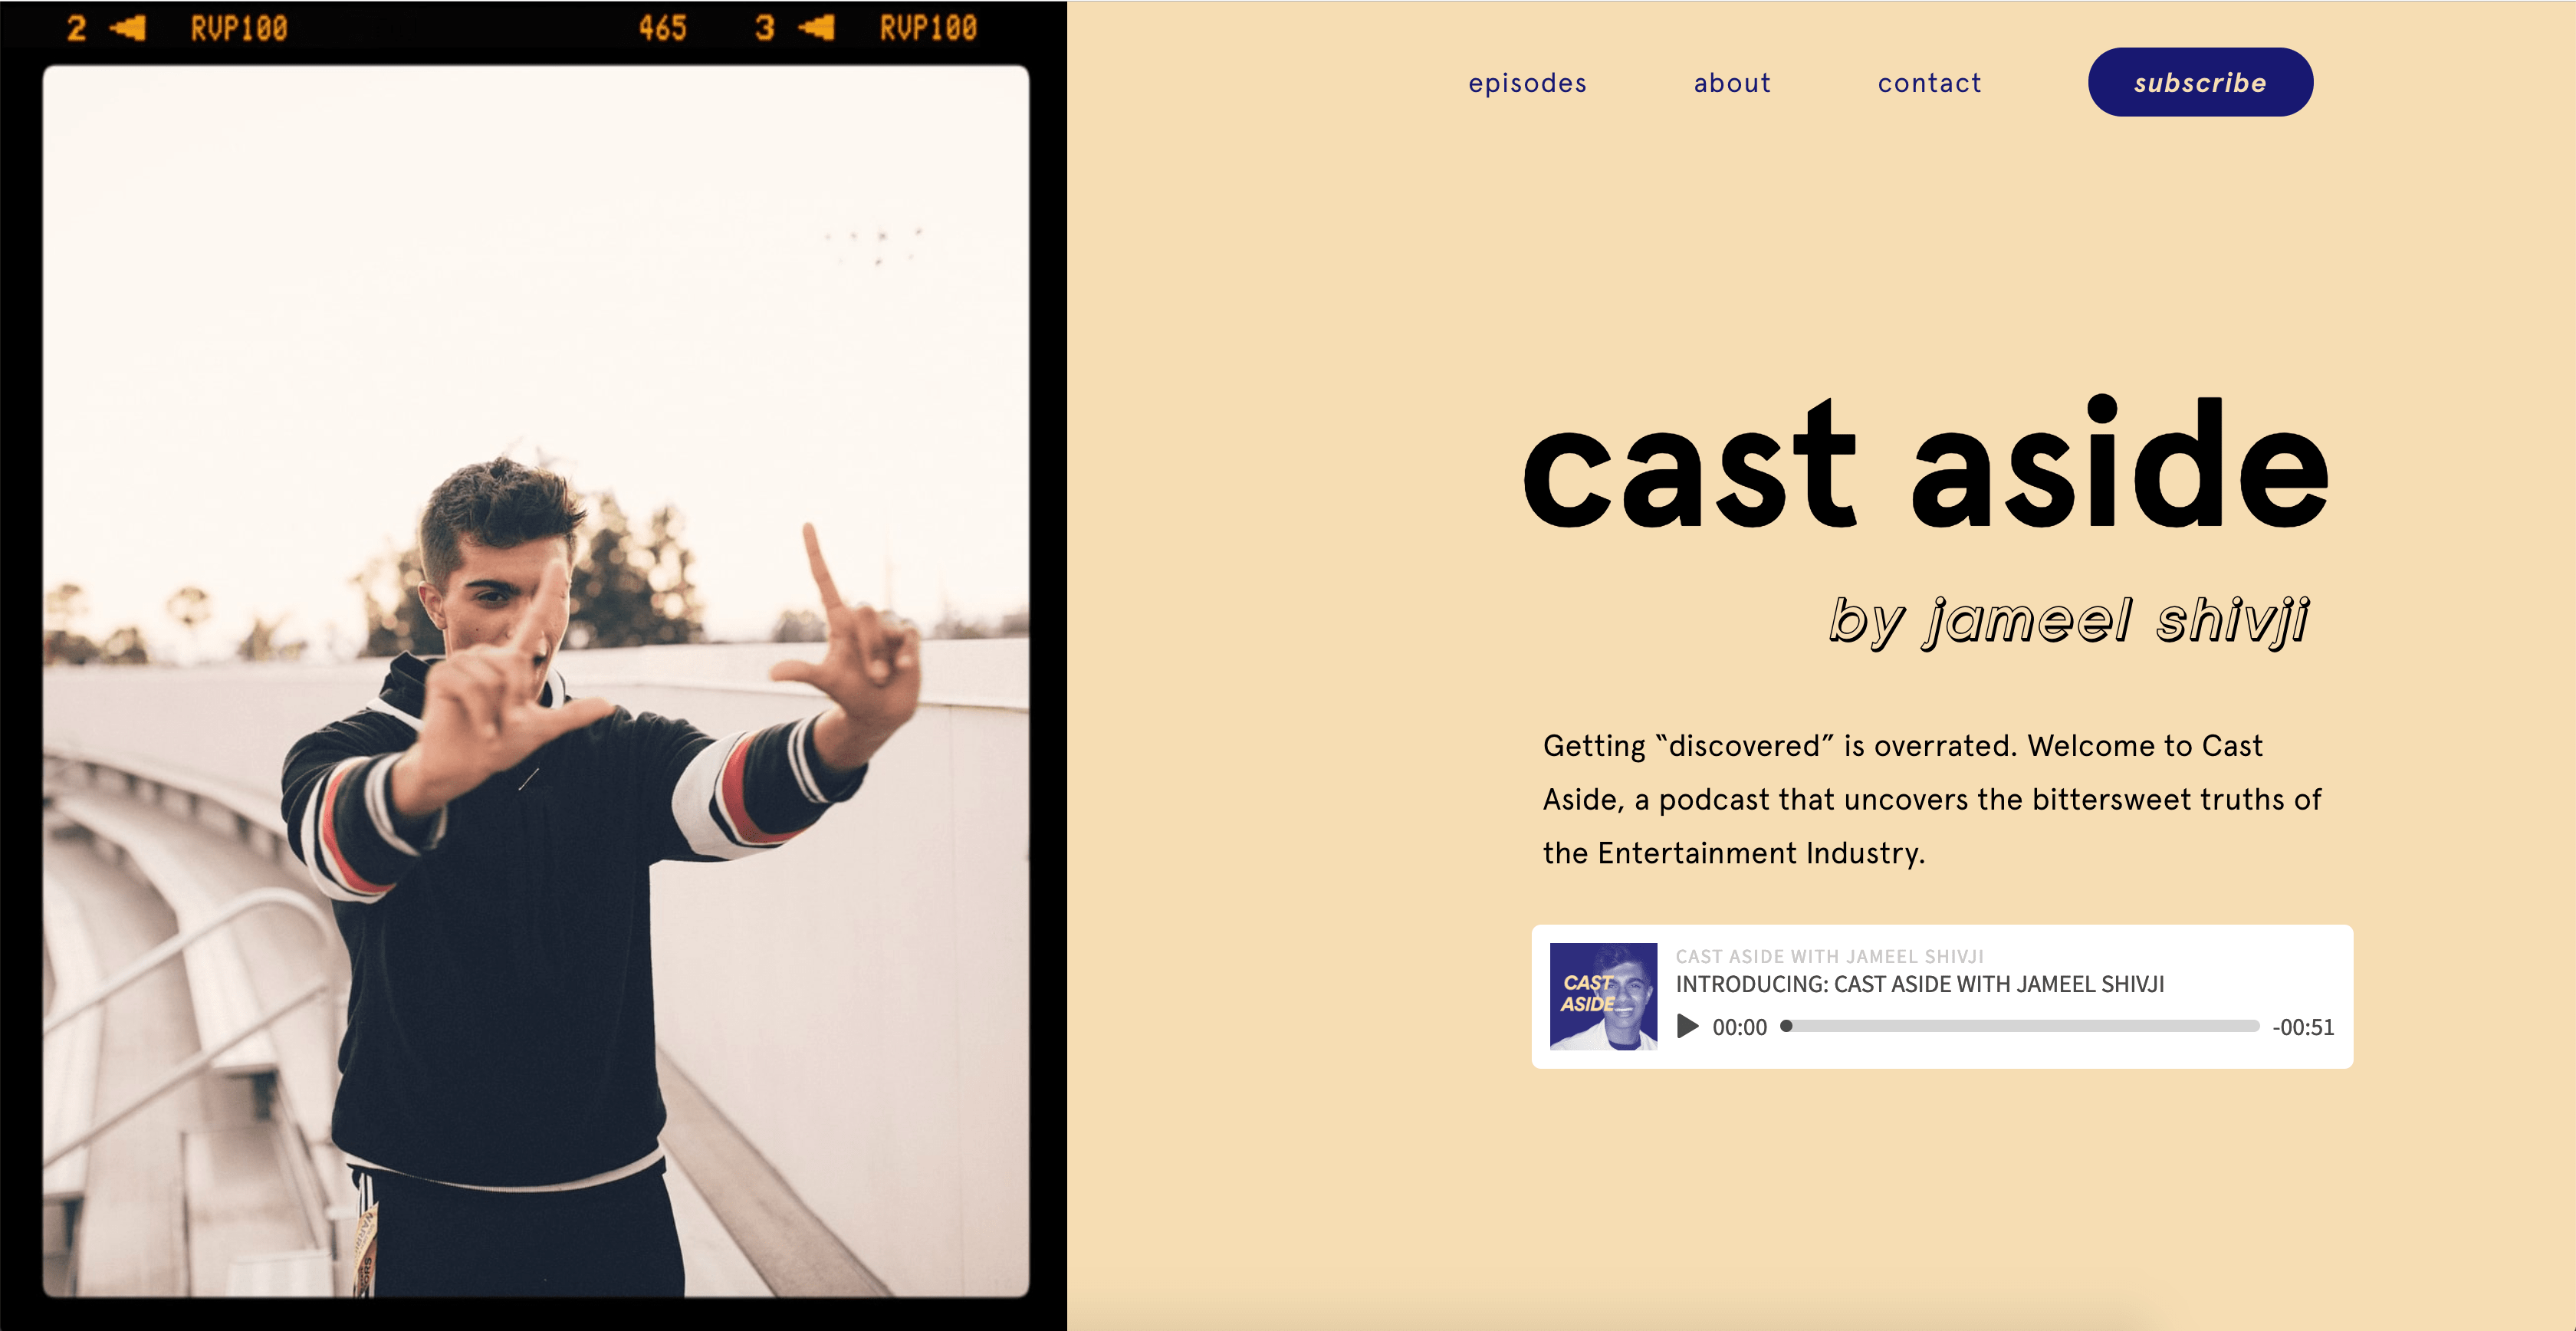 2 RVP100 465 3 RVP100
episodes about contact subscribe
cast aside
by jameel shivji
Getting “discovered” is overrated. Welcome to Cast
Aside, a podcast that uncovers the bittersweet truths of
the Entertainment Industry.
CAST
ASIDE
CAST ASIDE WITH JAMEEL SHIVJI
INTRODUCING: CAST ASIDE WITH JAMEEL SHIVJI
00:00 -00:51